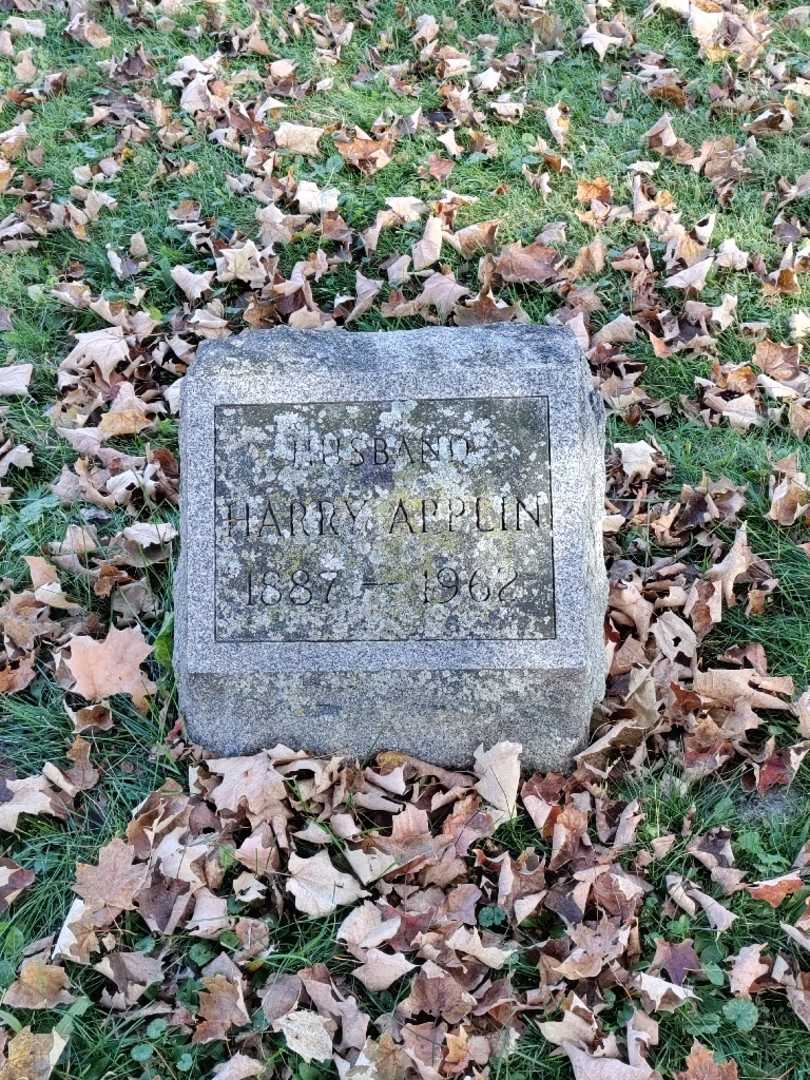 HUSBAND
HARRY APPLIN
1887 — 1962